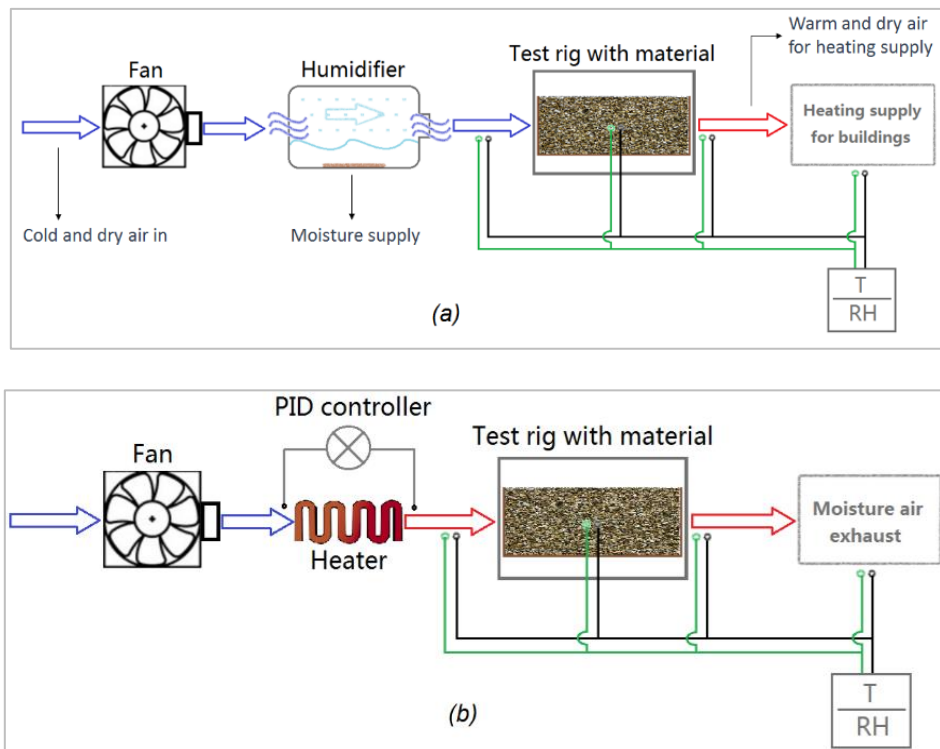 Warm and dry air
for heating supply
Test rig with material
Fan
Humidifier
Heating supply
for buildings
Cold and dry air in
Moisture supply
T
RH
(a)
PID controller
Fan
Test rig with material
Heater
Moisture air
exhaust
T
RH
(b)